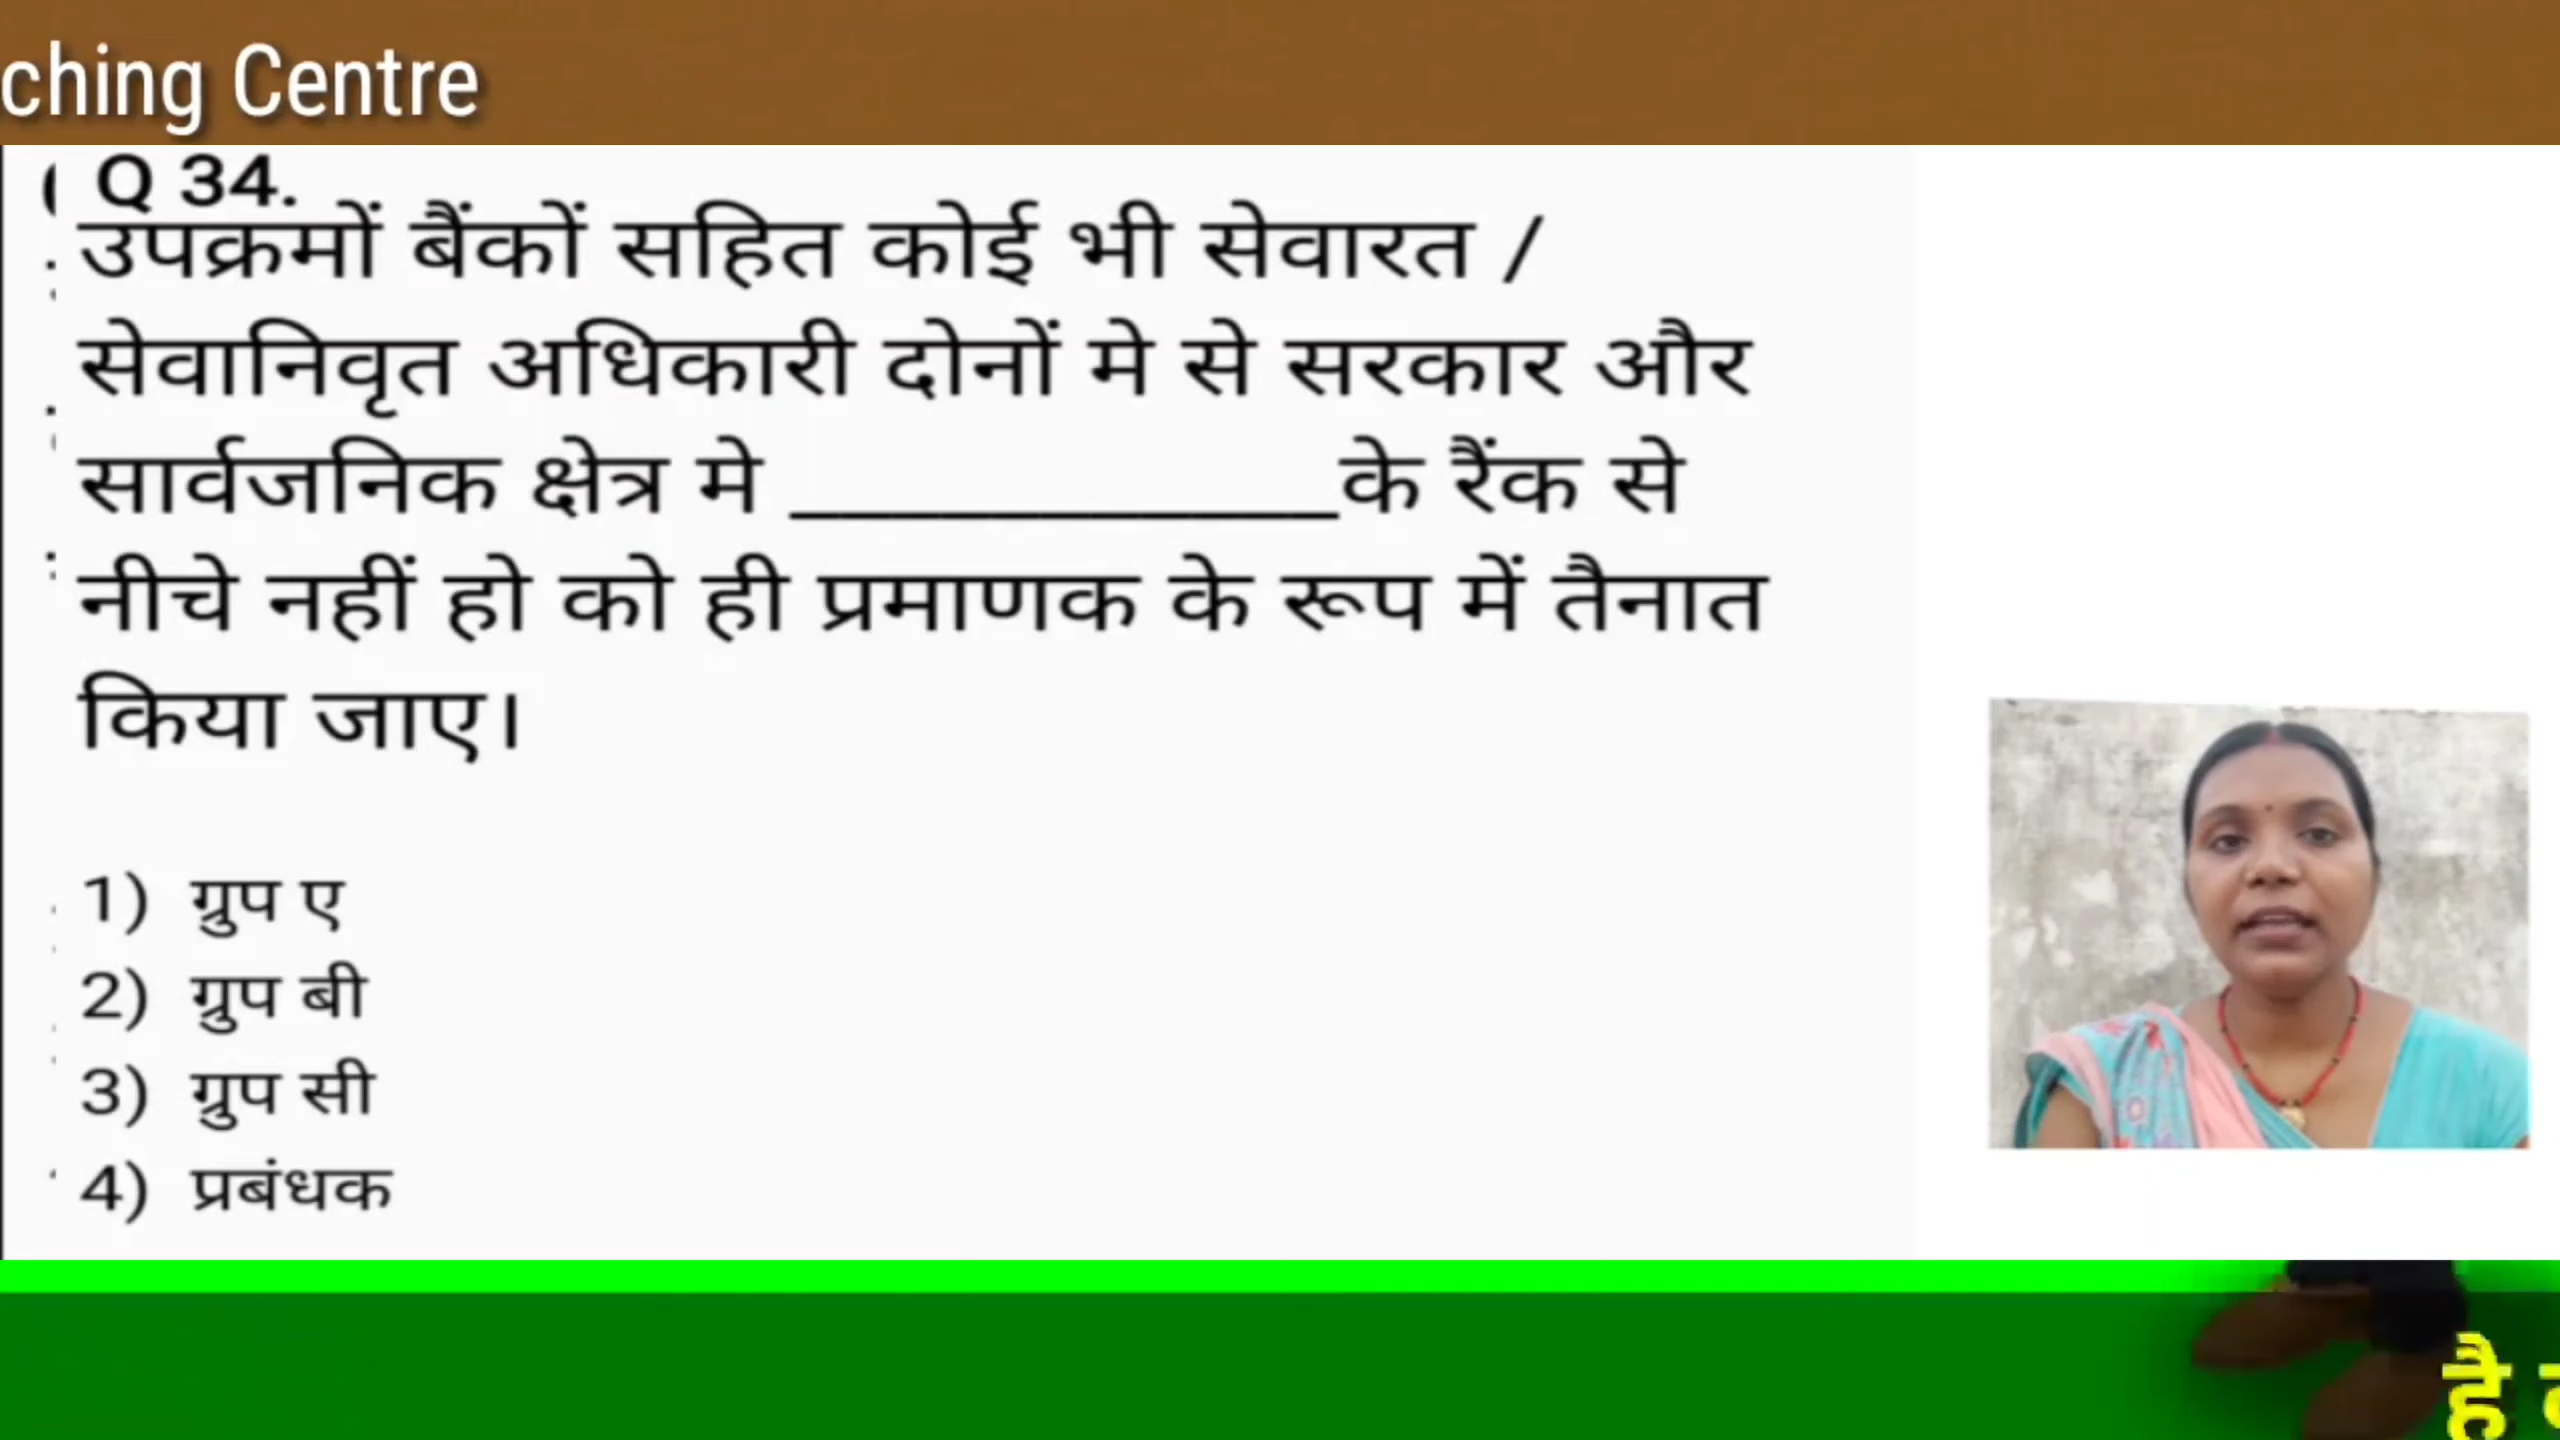 ching Centre
Q 34.
उपक्रमों बैंकों सहित कोई भी सेवारत /
सेवानिवृत अधिकारी दोनों मे से सरकार और
सार्वजनिक क्षेत्र मे ____________के रैंक से
नीचे नहीं हो को ही प्रमाणक के रूप में तैनात
किया जाए।
1) ग्रुप ए
2) ग्रुप बी
3) ग्रुप सी
4) प्रबंधक
है